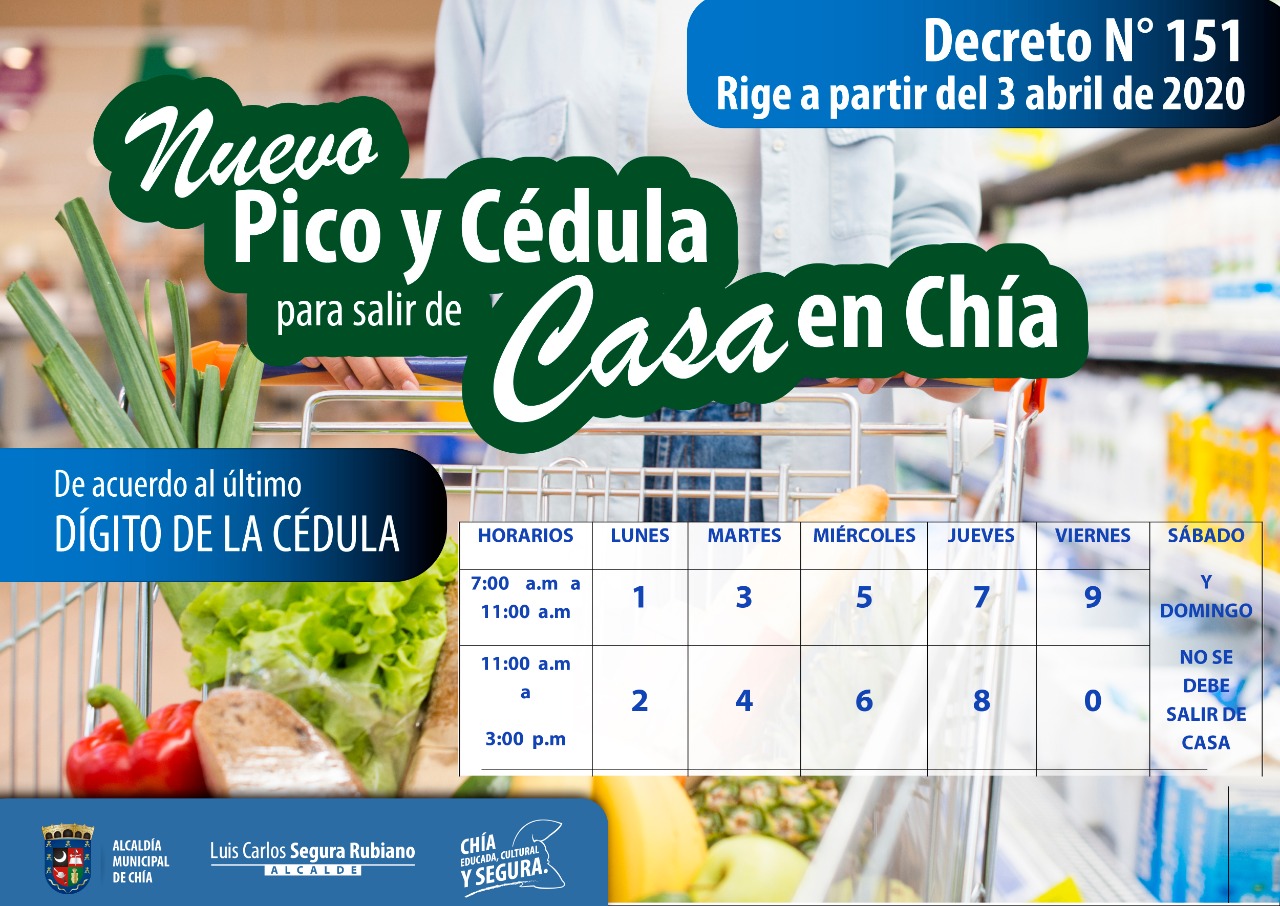 Decreto N° 151
Rige a partir del 3 abril de 2020
Nuevo
Pico y Cédula
para salir de Casa en Chía
De acuerdo al último
DÍGITO DE LA CÉDULA
HORARIOS LUNES MARTES MIÉRCOLES JUEVES VIERNES SÁBADO
7:00 a.m a 11:00 a.m 1 3 5 7 9 Y DOMINGO
11:00 a.m a 3:00 p.m 2 4 6 8 0 NO SE DEBE SALIR DE CASA
ALCALDÍA
MUNICIPAL
DE CHÍA
Luis Carlos Segura Rubiano
ALCALDE
CHÍA
EDUCADA, CULTURAL
Y SEGURA.